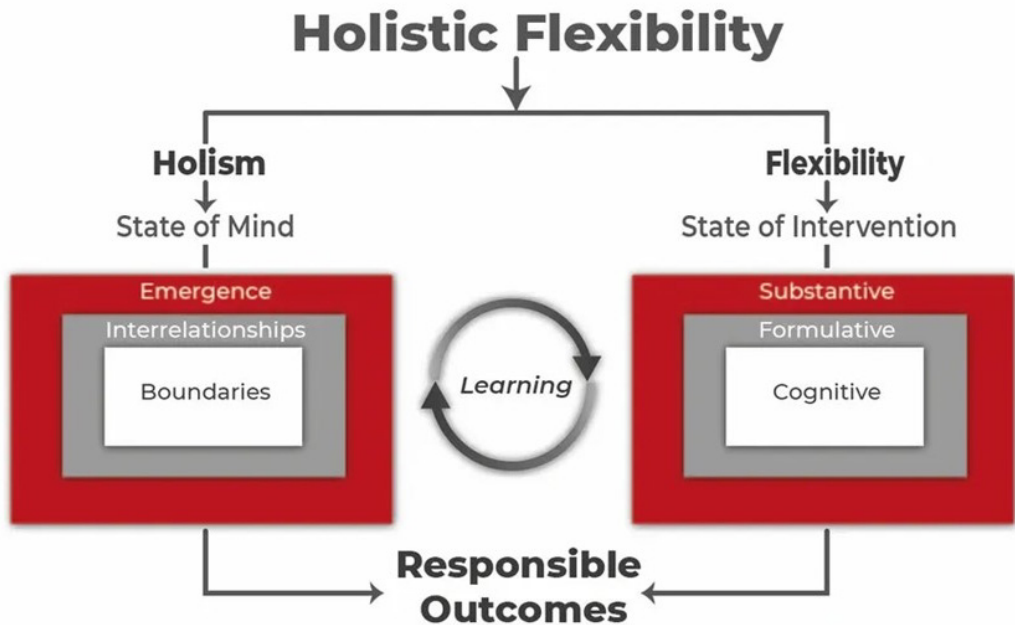 Holistic Flexibility
Holism
Flexibility
State of Mind
State of Intervention
Emergence
Interrelationships
Boundaries
Learning
Substantive
Formulative
Cognitive
Responsible
Outcomes